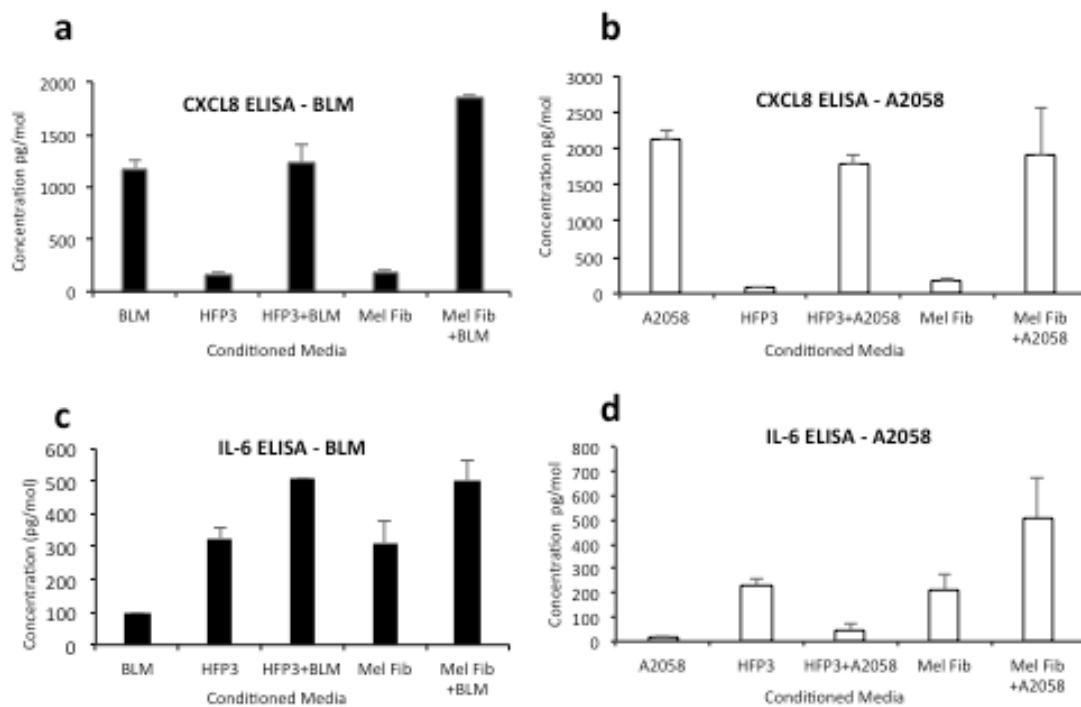 a
CXCL8 ELISA - BLM
Concentration pg/mol
2000
1500
1000
500
0
BLM HFP3 HFP3+BLM Mel Fib Mel Fib
+BLM
Conditioned Media
b
CXCL8 ELISA - A2058
Concentration pg/mol
3000
2500
2000
1500
1000
500
0
A2058 HFP3 HFP3+A2058 Mel Fib Mel Fib
+A2058
Conditioned Media
c
IL-6 ELISA - BLM
Concentration (pg/mol)
600
500
400
300
200
100
0
BLM HFP3 HFP3+BLM Mel Fib Mel Fib
+BLM
Conditioned Media
d
IL-6 ELISA - A2058
Concentration pg/mol
800
700
600
500
400
300
200
100
0
A2058 HFP3 HFP3+A2058 Mel Fib Mel Fib
+A2058
Conditioned Media